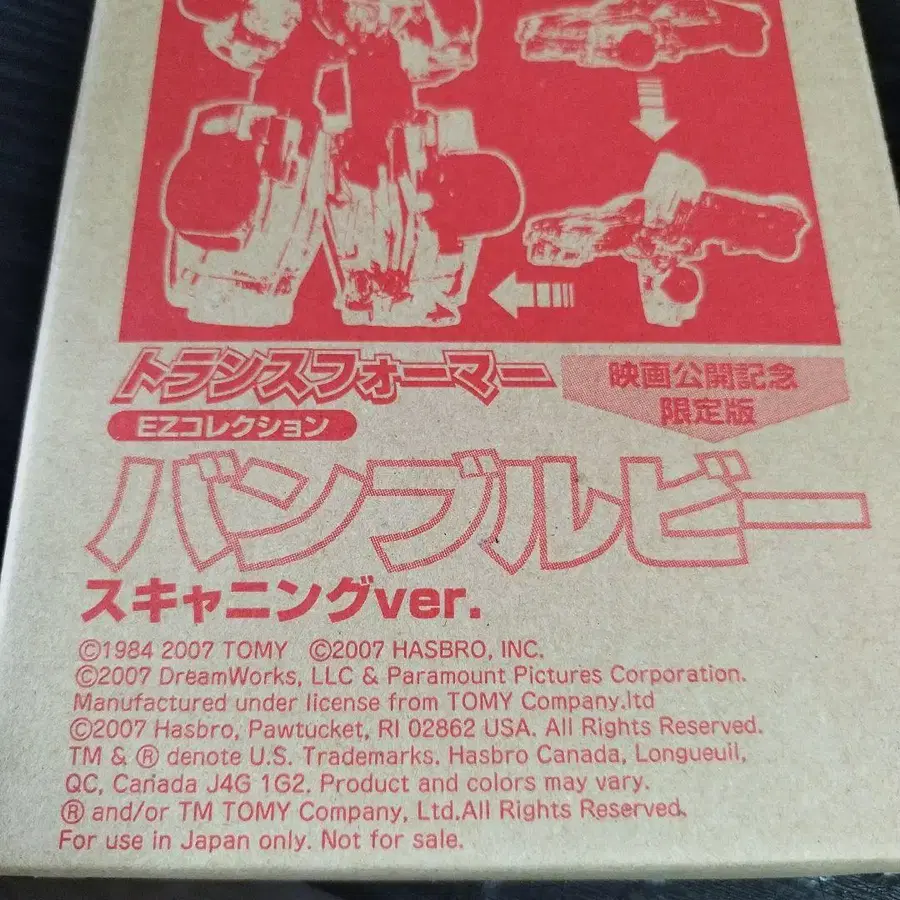 トランスフォーマー
映画公開記念
限定版
EZコレクション
バンブルビー
スキャニングver.
©1984 2007 TOMY ©2007 HASBRO, INC.
©2007 DreamWorks, LLC & Paramount Pictures Corporation.
Manufactured under license from TOMY Company.ltd
©2007 Hasbro, Pawtucket, RI 02862 USA. All Rights Reserved.
TM & ® denote U.S. Trademarks. Hasbro Canada, Longueuil,
QC, Canada J4G 1G2. Product and colors may vary.
® and/or TM TOMY Company, Ltd.All Rights Reserved.
For use in Japan only. Not for sale.